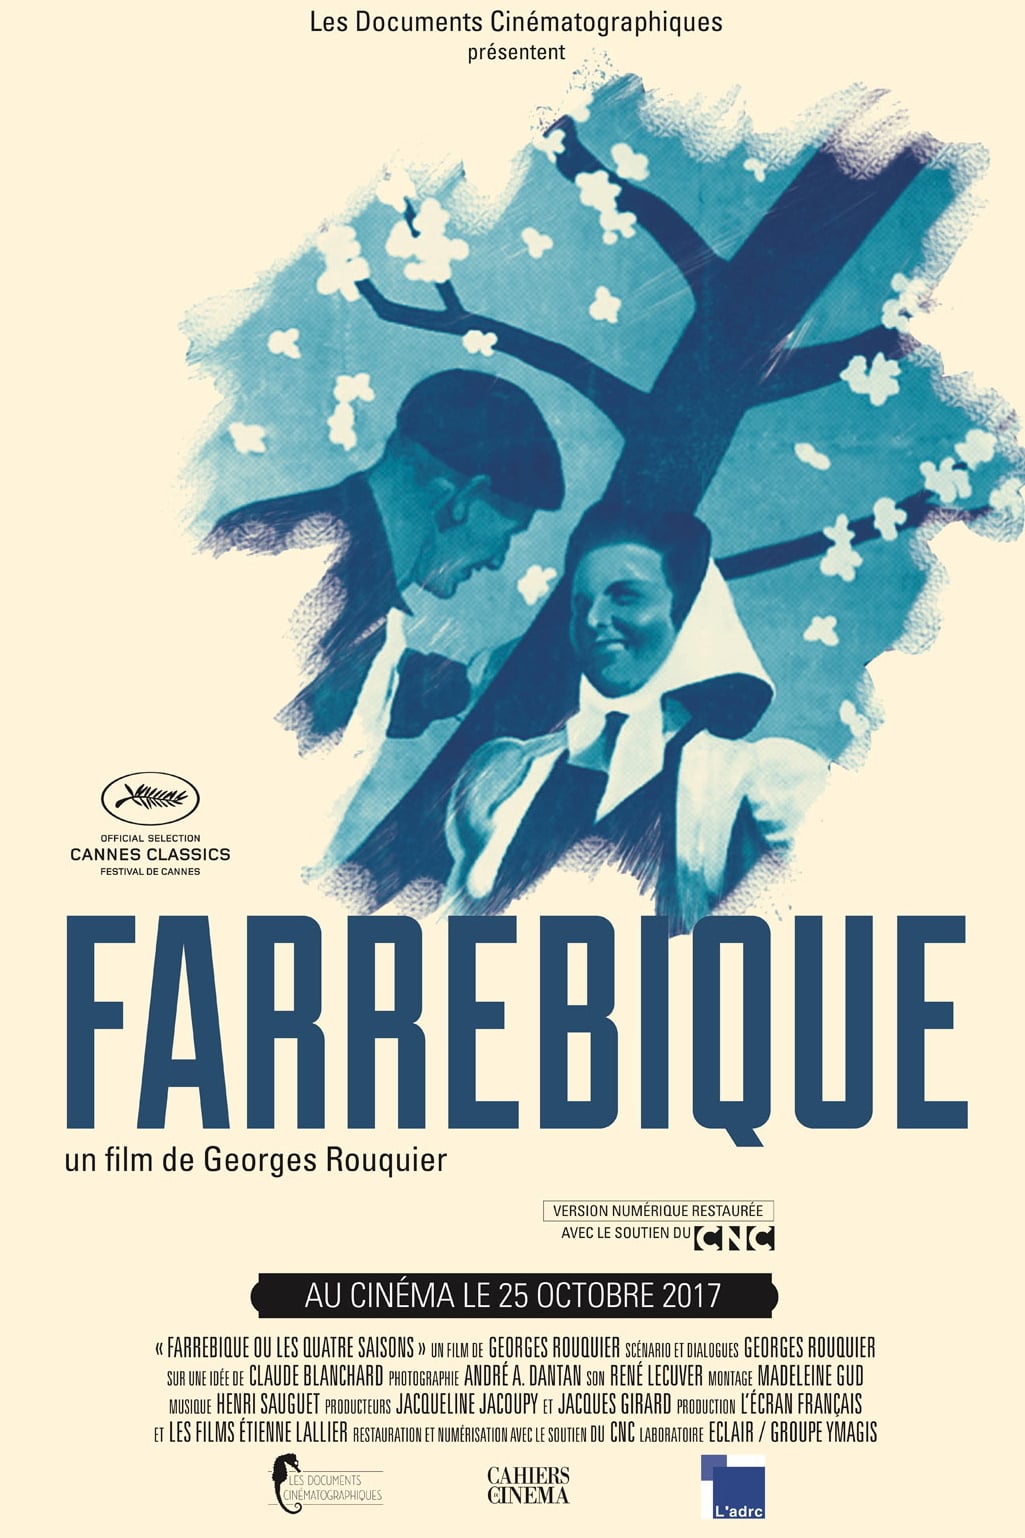 Les Documents Cinématographiques
présentent
OFFICIAL SELECTION
CANNES CLASSICS
FESTIVAL DE CANNES
FARREBIQUE
un film de Georges Rouquier
VERSION NUMÉRIQUE RESTAURÉE
AVEC LE SOUTIEN DU CNC
AU CINÉMA LE 25 OCTOBRE 2017
« FARREBIQUE OU LES QUATRE SAISONS » UN FILM DE GEORGES ROUQUIER SCÉNARIO ET DIALOGUES GEORGES ROUQUIER
SUR UNE IDÉE DE CLAUDE BLANCHARD PHOTOGRAPHIE ANDRÉ A. DANTAN SON RENÉ LECUVER MONTAGE MADELEINE GUD
MUSIQUE HENRI SAUGUET PRODUCTEURS JACQUELINE JACOUPY ET JACQUES GIRARD PRODUCTION L'ÉCRAN FRANÇAIS
ET LES FILMS ÉTIENNE LALLIER RESTAURATION ET NUMÉRISATION AVEC LE SOUTIEN DU CNC LABORATOIRE ECLAIR / GROUPE YMAGIS
LES DOCUMENTS
CINÉMATOGRAPHIQUES
CAHIERS
DU CINEMA
L'adrc